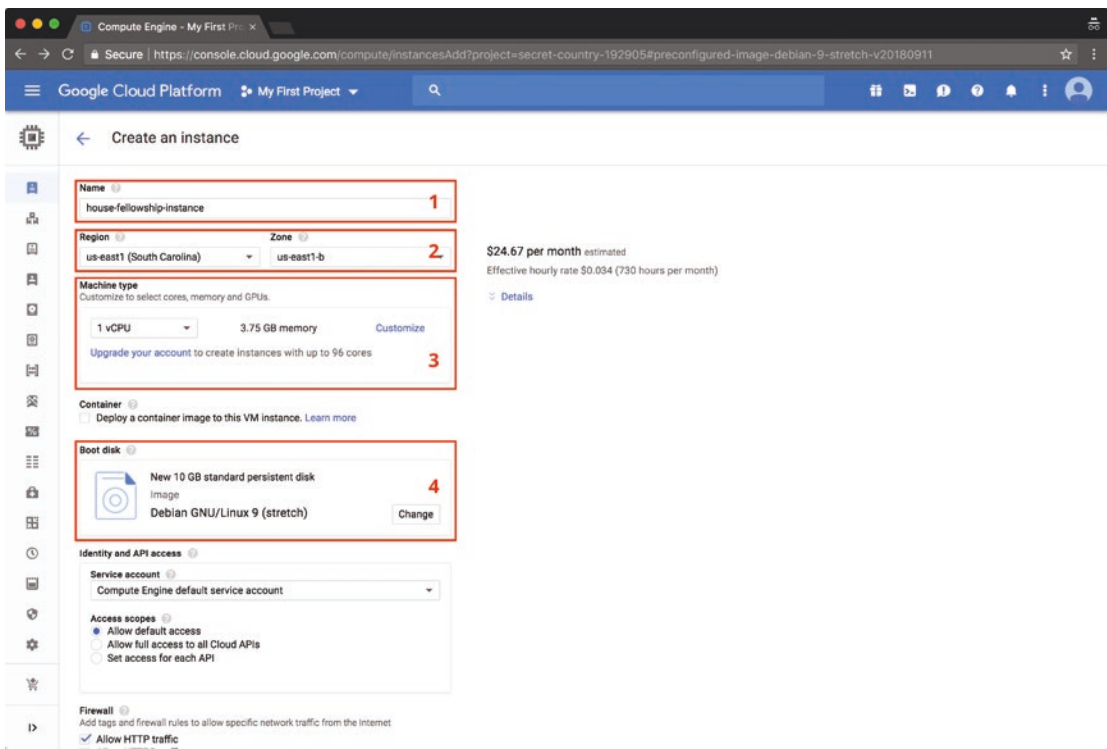 Compute Engine - My First Pro
Secure | https://console.cloud.google.com/compute/instancesAdd?project=secret-country-192905#preconfigured-image-debian-9-stretch-v20180911
Google Cloud Platform My First Project
Create an instance
Name
house-fellowship-instance
1
Region Zone
us-east1 (South Carolina) us-east1-b
2
$24.67 per month estimated
Effective hourly rate $0.034 (730 hours per month)
Details
Machine type
Customize to select cores, memory and GPUs.
1 vCPU 3.75 GB memory Customize
Upgrade your account to create instances with up to 96 cores
3
Container
Deploy a container image to this VM instance. Learn more
Boot disk
New 10 GB standard persistent disk
Image
Debian GNU/Linux 9 (stretch)
4
Change
Identity and API access
Service account
Compute Engine default service account
Access scopes
Allow default access
Allow full access to all Cloud APIs
Set access for each API
Firewall
Add tags and firewall rules to allow specific network traffic from the Internet
Allow HTTP traffic